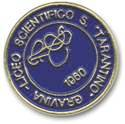 LICEO SCIENTIFICO S. TARANTINO
GRAVINA
1960